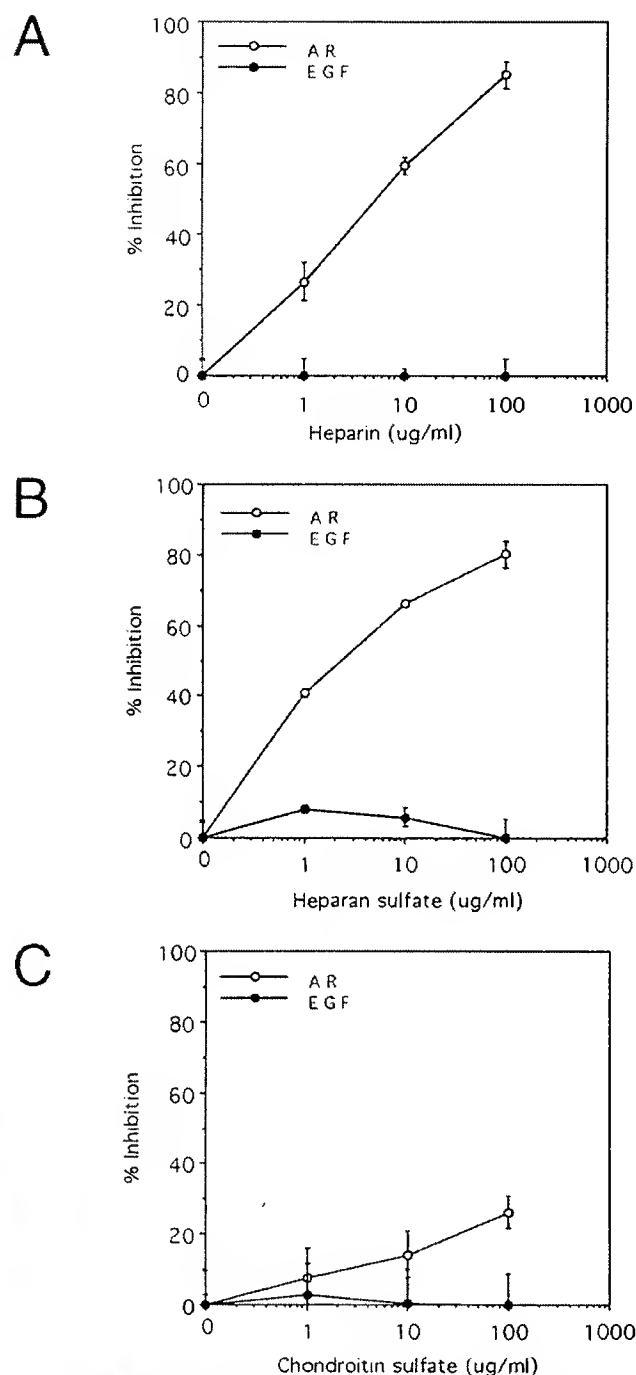 A
100
80
60
40
20
0
% Inhibition
AR
EGF
0 1 10 100 1000
Heparin (ug/ml)
B
100
80
60
40
20
0
% Inhibition
AR
EGF
0 1 10 100 1000
Heparan sulfate (ug/ml)
C
100
80
60
40
20
0
% Inhibition
AR
EGF
0 1 10 100 1000
Chondroitin sulfate (ug/ml)